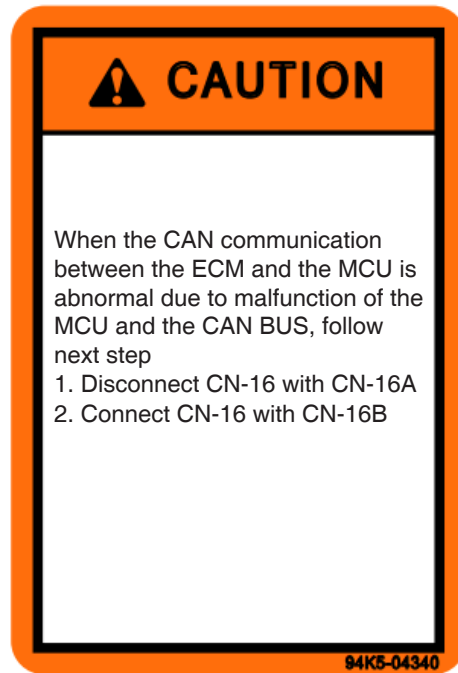 CAUTION
When the CAN communication
between the ECM and the MCU is
abnormal due to malfunction of the
MCU and the CAN BUS, follow
next step
1. Disconnect CN-16 with CN-16A
2. Connect CN-16 with CN-16B
94K5-04340